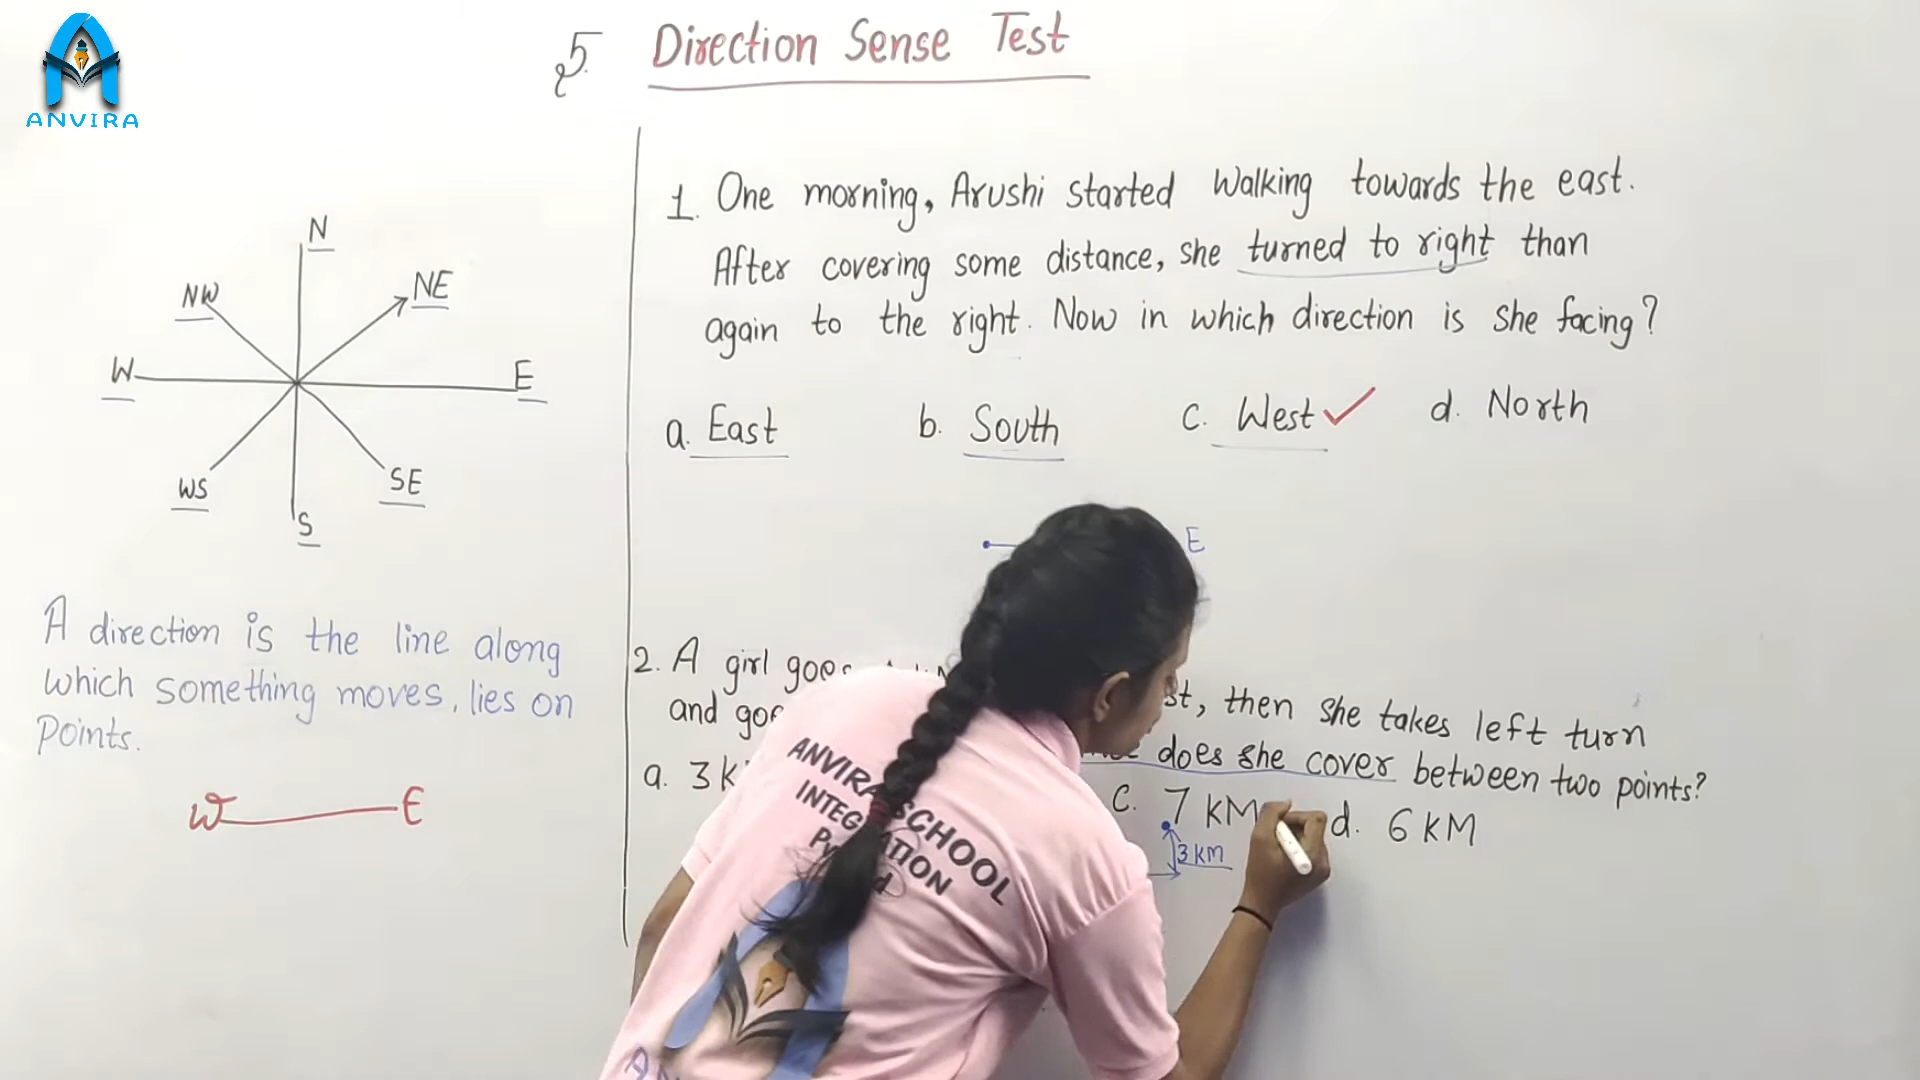 ANVIRA
5. Direction Sense Test
N
NW
NE
W
E
WS
SE
S
A direction is the line along
which something moves, lies on
points.
W E
1. One morning, Arushi started walking towards the east.
After covering some distance, she turned to right than
again to the right. Now in which direction is she facing?
a. East b. South c. West d. North
E
2. A girl goes st, then she takes left turn
and does she cover between two points?
a. 3 c. 7 KM d. 6 KM
3 KM
ANVIRA SCHOOL